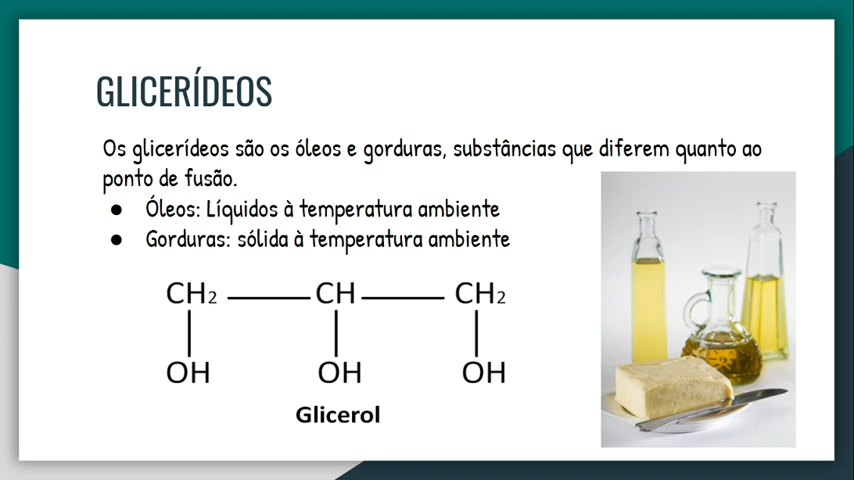 GLICERÍDEOS
Os glicerídeos são os óleos e gorduras, substâncias que diferem quanto ao
ponto de fusão.
● Óleos: Líquidos à temperatura ambiente
● Gorduras: sólida à temperatura ambiente
CH2 CH CH2
OH OH OH
Glicerol